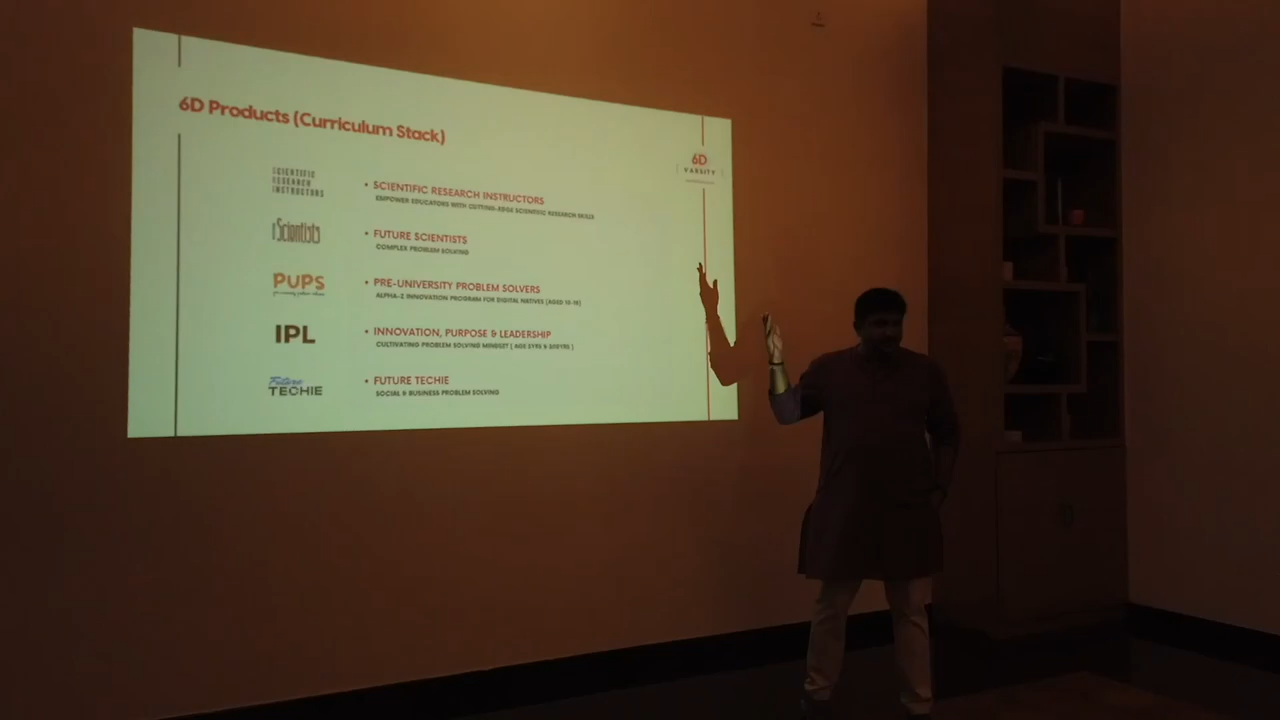 6D Products (Curriculum Stack)
6D
VARSITY
SCIENTIFIC
RESEARCH
INSTRUCTORS
• SCIENTIFIC RESEARCH INSTRUCTORS
EMPOWER EDUCATORS WITH CUTTING-EDGE SCIENTIFIC RESEARCH SKILLS
Scientists
• FUTURE SCIENTISTS
COMPLEX PROBLEM SOLVING
PUPS
• PRE-UNIVERSITY PROBLEM SOLVERS
ALPHA-Z INNOVATION PROGRAM FOR DIGITAL NATIVES (AGED 10-18)
IPL
• INNOVATION, PURPOSE & LEADERSHIP
CULTIVATING PROBLEM SOLVING MINDSET
Future
TECHIE
• FUTURE TECHIE
SOCIAL & BUSINESS PROBLEM SOLVING